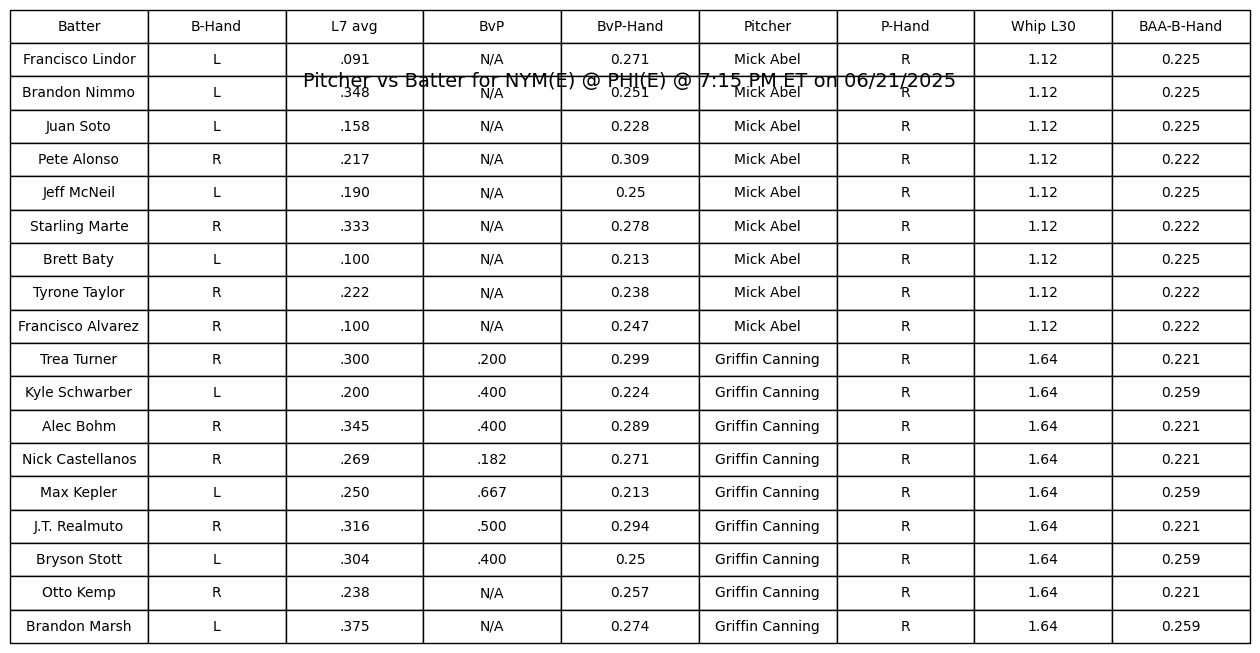 Batter B-Hand L7 avg BvP BvP-Hand Pitcher P-Hand Whip L30 BAA-B-Hand
Francisco Lindor L .091 N/A 0.271 Mick Abel R 1.12 0.225
Pitcher vs Batter for NYM(E) @ PHI(E) @ 7:15 PM ET on 06/21/2025
Brandon Nimmo L .348 N/A 0.251 Mick Abel R 1.12 0.225
Juan Soto L .158 N/A 0.228 Mick Abel R 1.12 0.225
Pete Alonso R .217 N/A 0.309 Mick Abel R 1.12 0.222
Jeff McNeil L .190 N/A 0.25 Mick Abel R 1.12 0.225
Starling Marte R .333 N/A 0.278 Mick Abel R 1.12 0.222
Brett Baty L .100 N/A 0.213 Mick Abel R 1.12 0.225
Tyrone Taylor R .222 N/A 0.238 Mick Abel R 1.12 0.222
Francisco Alvarez R .100 N/A 0.247 Mick Abel R 1.12 0.222
Trea Turner R .300 .200 0.299 Griffin Canning R 1.64 0.221
Kyle Schwarber L .200 .400 0.224 Griffin Canning R 1.64 0.259
Alec Bohm R .345 .400 0.289 Griffin Canning R 1.64 0.221
Nick Castellanos R .269 .182 0.271 Griffin Canning R 1.64 0.221
Max Kepler L .250 .667 0.213 Griffin Canning R 1.64 0.259
J.T. Realmuto R .316 .500 0.294 Griffin Canning R 1.64 0.221
Bryson Stott L .304 .400 0.25 Griffin Canning R 1.64 0.259
Otto Kemp R .238 N/A 0.257 Griffin Canning R 1.64 0.221
Brandon Marsh L .375 N/A 0.274 Griffin Canning R 1.64 0.259